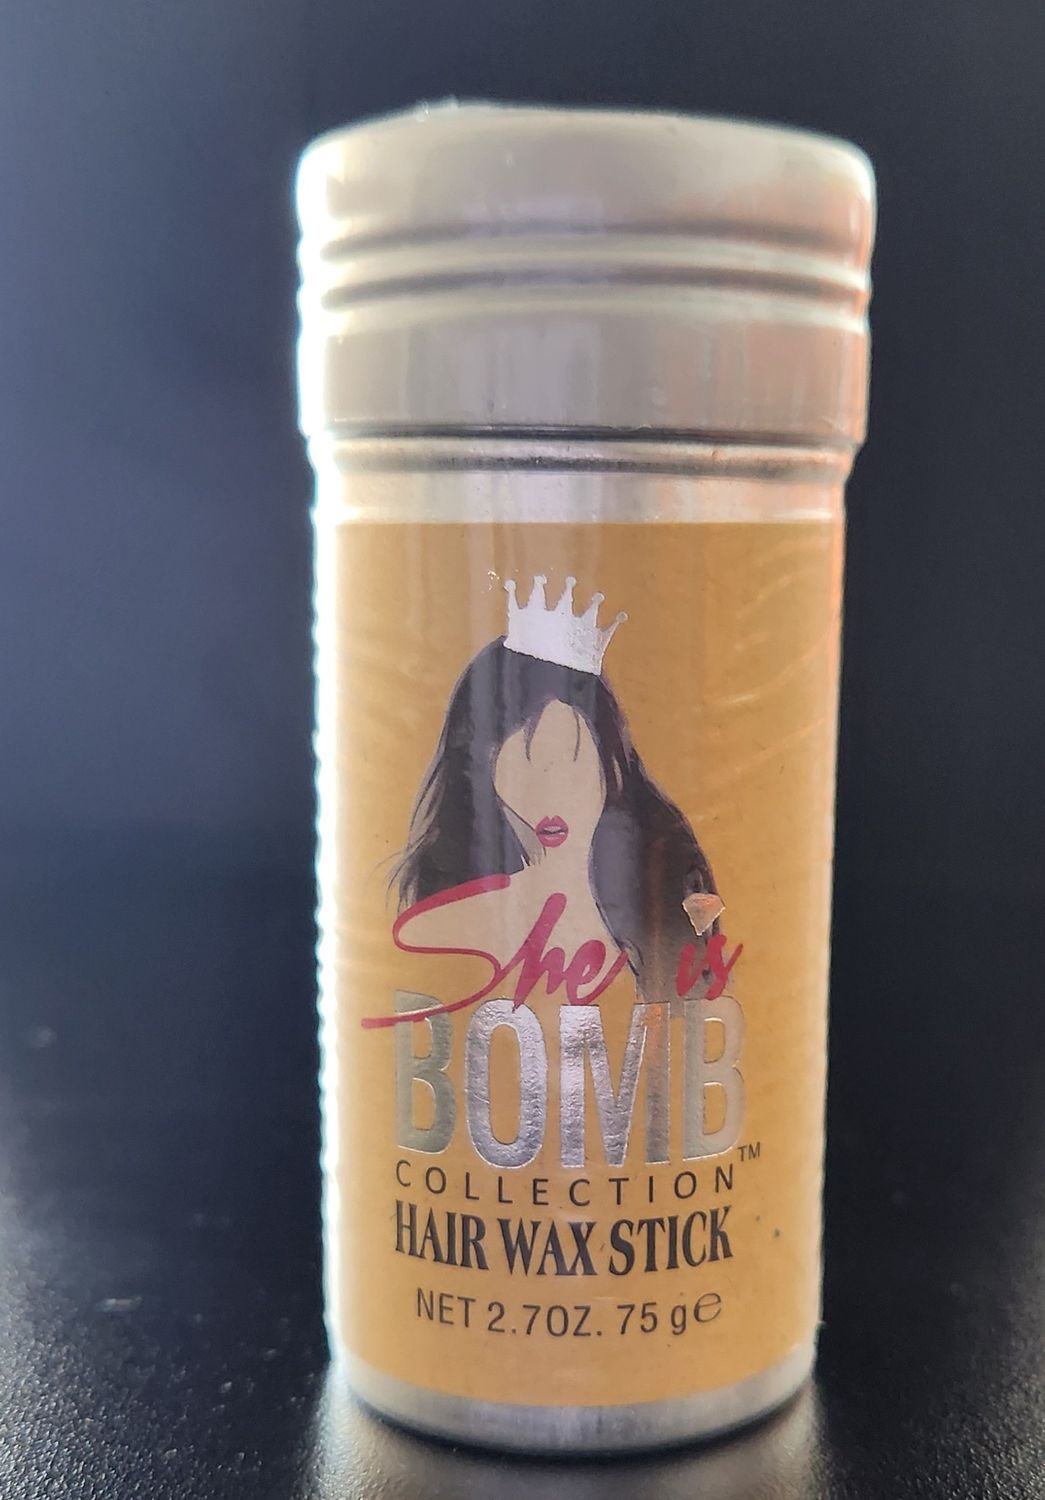 She is
BOMB
COLLECTION™
HAIR WAX STICK
NET 2.7OZ. 75 g℮